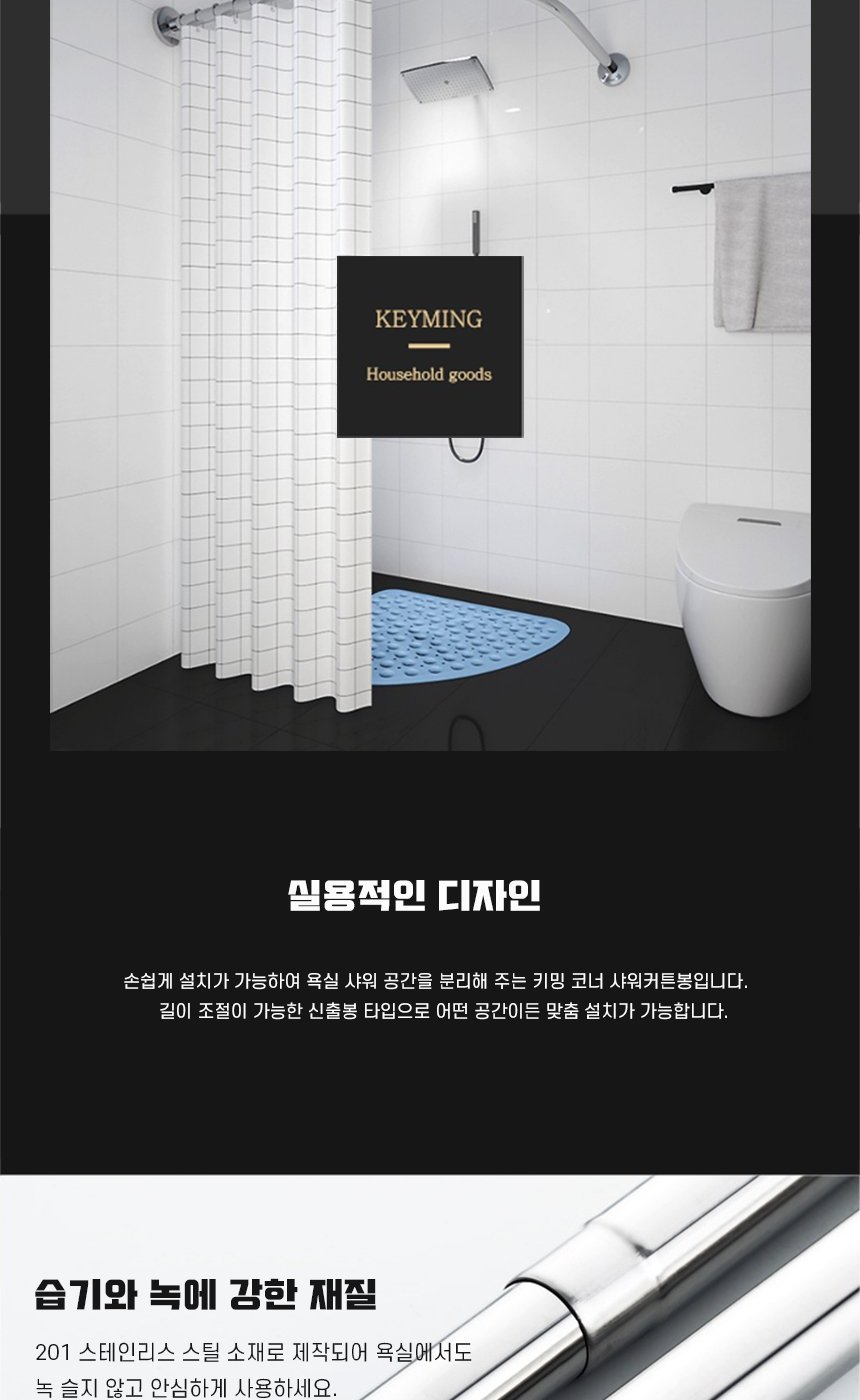 KEYMING
Household goods
실용적인 디자인
손쉽게 설치가 가능하여 욕실 샤워 공간을 분리해 주는 키밍 코너 샤워커튼봉입니다.
길이 조절이 가능한 신출봉 타입으로 어떤 공간이든 맞춤 설치가 가능합니다.
습기와 녹에 강한 재질
201 스테인리스 스틸 소재로 제작되어 욕실에서도
녹 슬지 않고 안심하게 사용하세요.